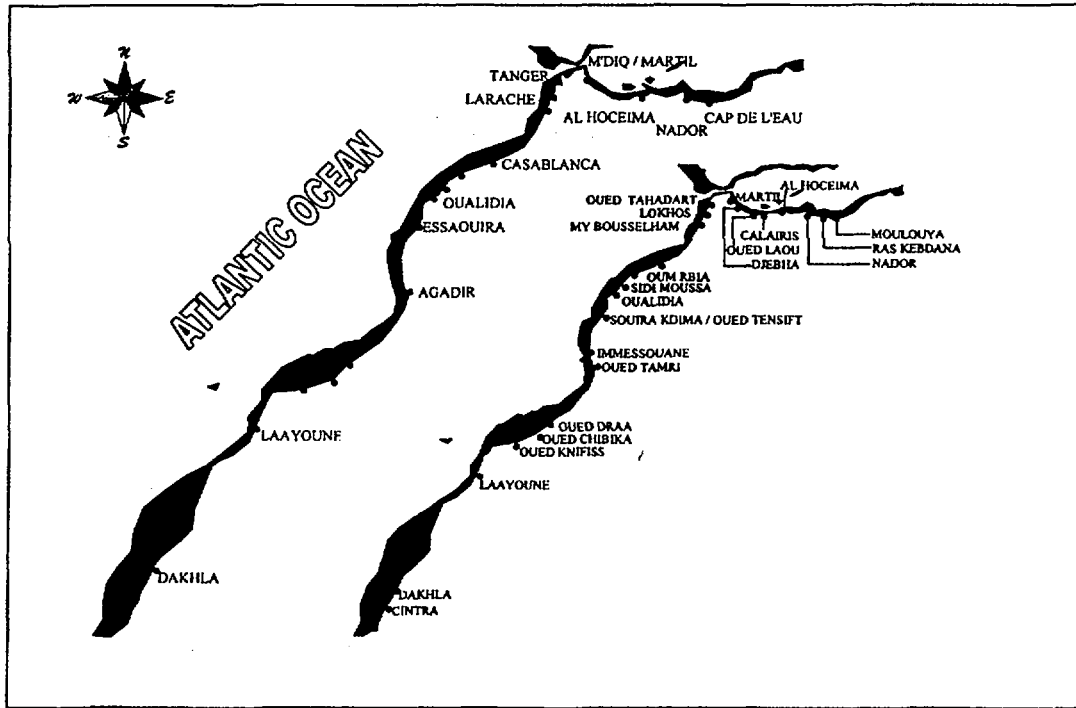 N
W E
S
ATLANTIC OCEAN
M'DIQ / MARTIL
TANGER
LARACHE
AL HOCEIMA
NADOR
CAP DE L'EAU
CASABLANCA
OUALIDIA
ESSAOUIRA
AGADIR
LAAYOUNE
DAKHLA
AL HOCEIMA
MARTIL
OUED TAHADART
LOKHOS
MY BOUSSELHAM
CALAIRIS
OUED LAOU
DJEBHA
MOULOUYA
RAS KEBDANA
NADOR
OUM RBIA
SIDI MOUSSA
OUALIDIA
SOUIRA KDIMA / OUED TENSIFT
IMMESSOUANE
OUED TAMRI
OUED DRAA
OUED CHIBIKA
OUED KNIFISS
LAAYOUNE
DAKHLA
CINTRA